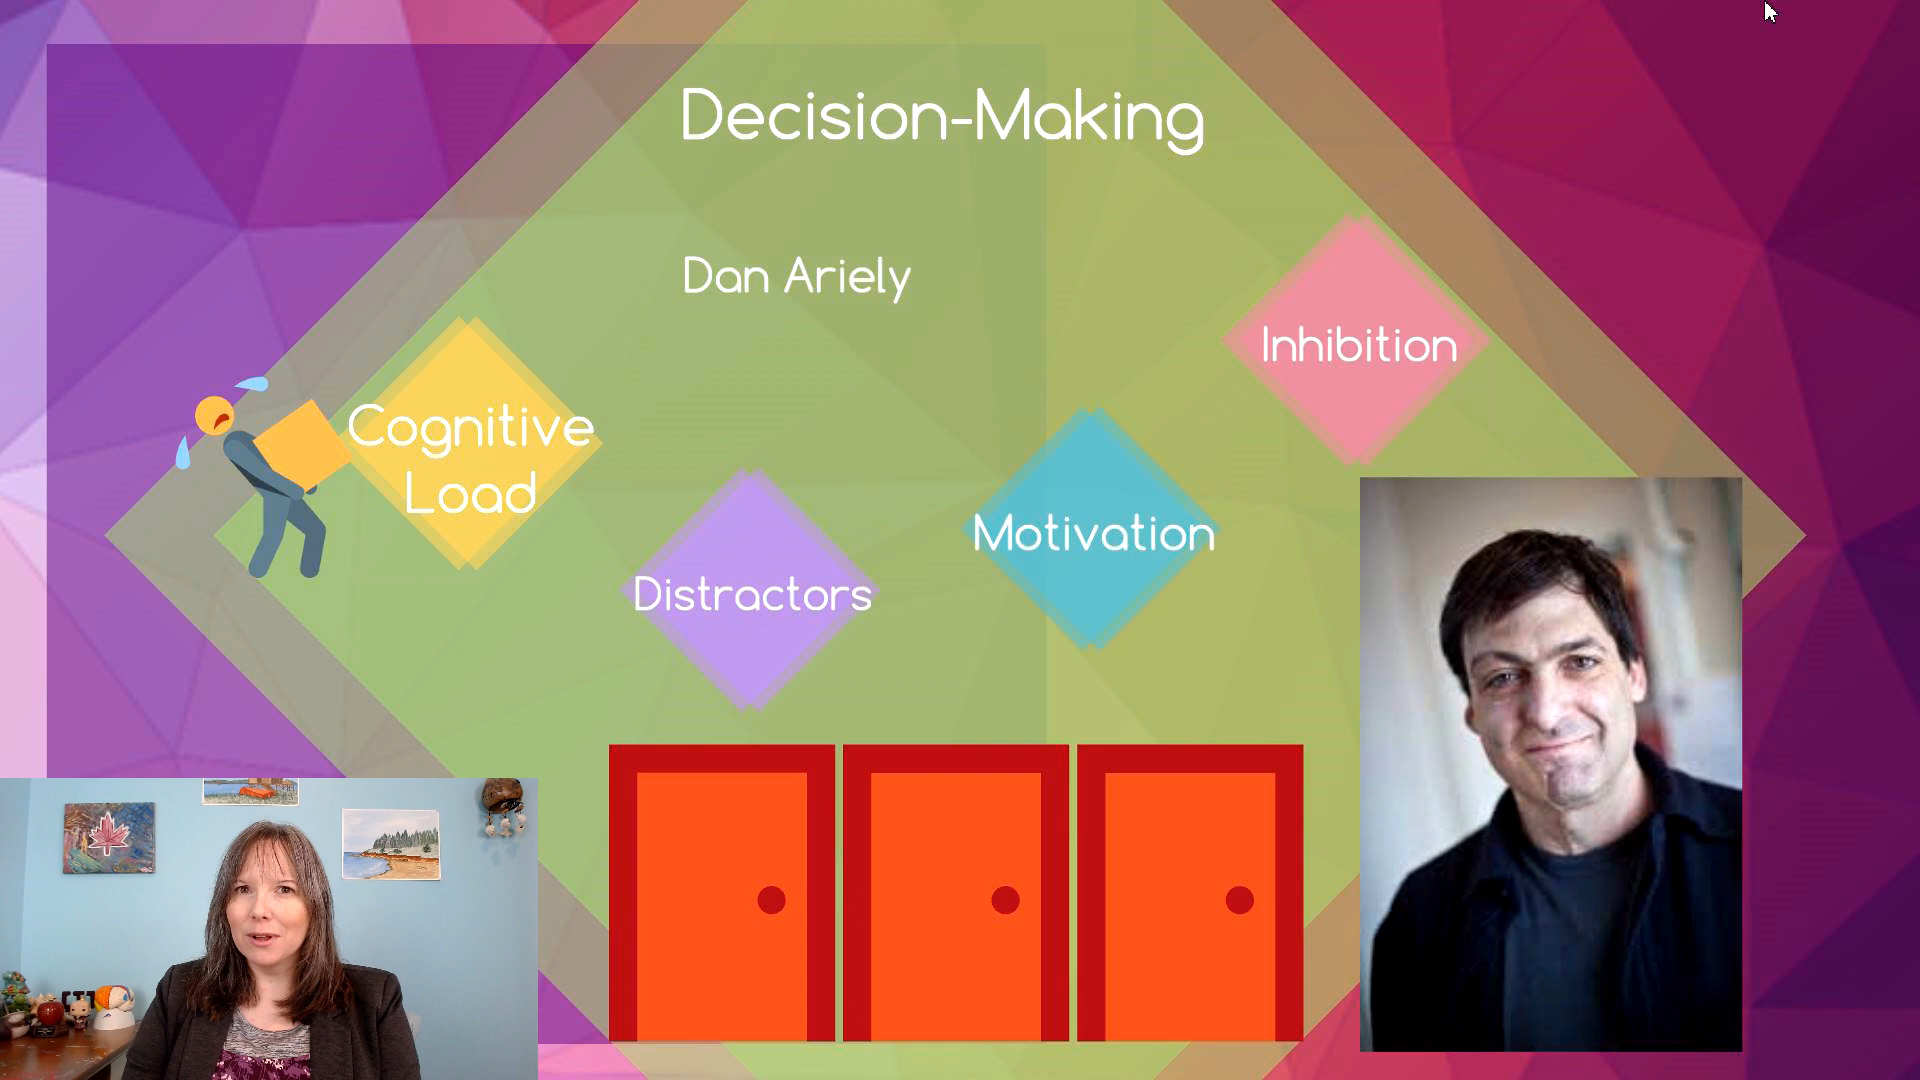 Decision-Making
Dan Ariely
Inhibition
Cognitive
Load
Motivation
Distractors